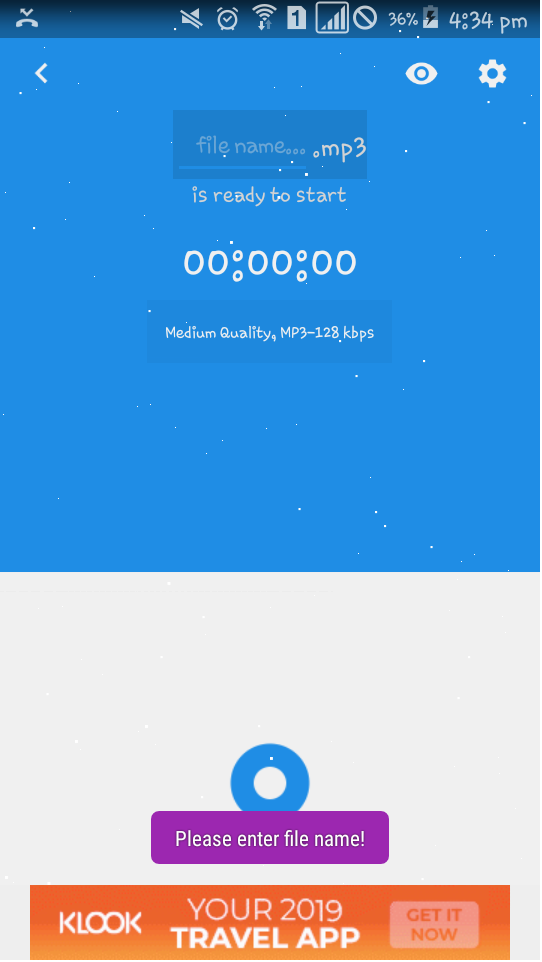 1
36%
4:34 pm
file name... .mp3
is ready to start
00:00:00
Medium Quality, MP3-128 kbps
Please enter file name!
KLOOK
YOUR 2019
TRAVEL APP
GET IT
NOW